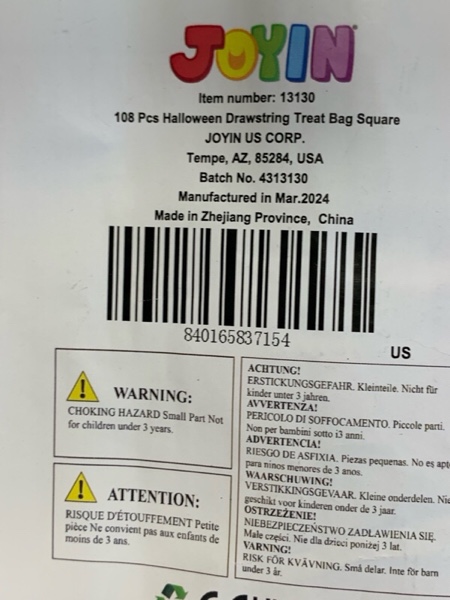 JOYIN
Item number: 13130
108 Pcs Halloween Drawstring Treat Bag Square
JOYIN US CORP.
Tempe, AZ, 85284, USA
Batch No. 4313130
Manufactured in Mar.2024
Made in Zhejiang Province, China
840165837154
US
WARNING:
CHOKING HAZARD Small Part Not
for children under 3 years.
ATTENTION:
RISQUE D'ÉTOUFFEMENT Petite
pièce Ne convient pas aux enfants de
moins de 3 ans.
ACHTUNG!
ERSTICKUNGSGEFAHR. Kleinteile. Nicht für
kinder unter 3 jahren.
AVVERTENZA!
PERICOLO DI SOFFOCAMENTO. Piccole parti.
Non per bambini sotto i3 anni.
ADVERTENCIA!
RIESGO DE ASFIXIA. Piezas pequenas. No es apto
para ninos menores de 3 anos.
WAARSCHUWING!
VERSTIKKINGSGEVAAR. Kleine onderdelen. Nie
geschikt voor kinderen onder de 3 jaar.
OSTRZEŻENIE!
NIEBEZPIECZEŃSTWO ZADŁAWIENIA SIĘ.
Małe części. Nie dla dzieci poniżej 3 lat.
VARNING!
RISK FÖR KVÄVNING. Små delar. Inte för barn
under 3 år.